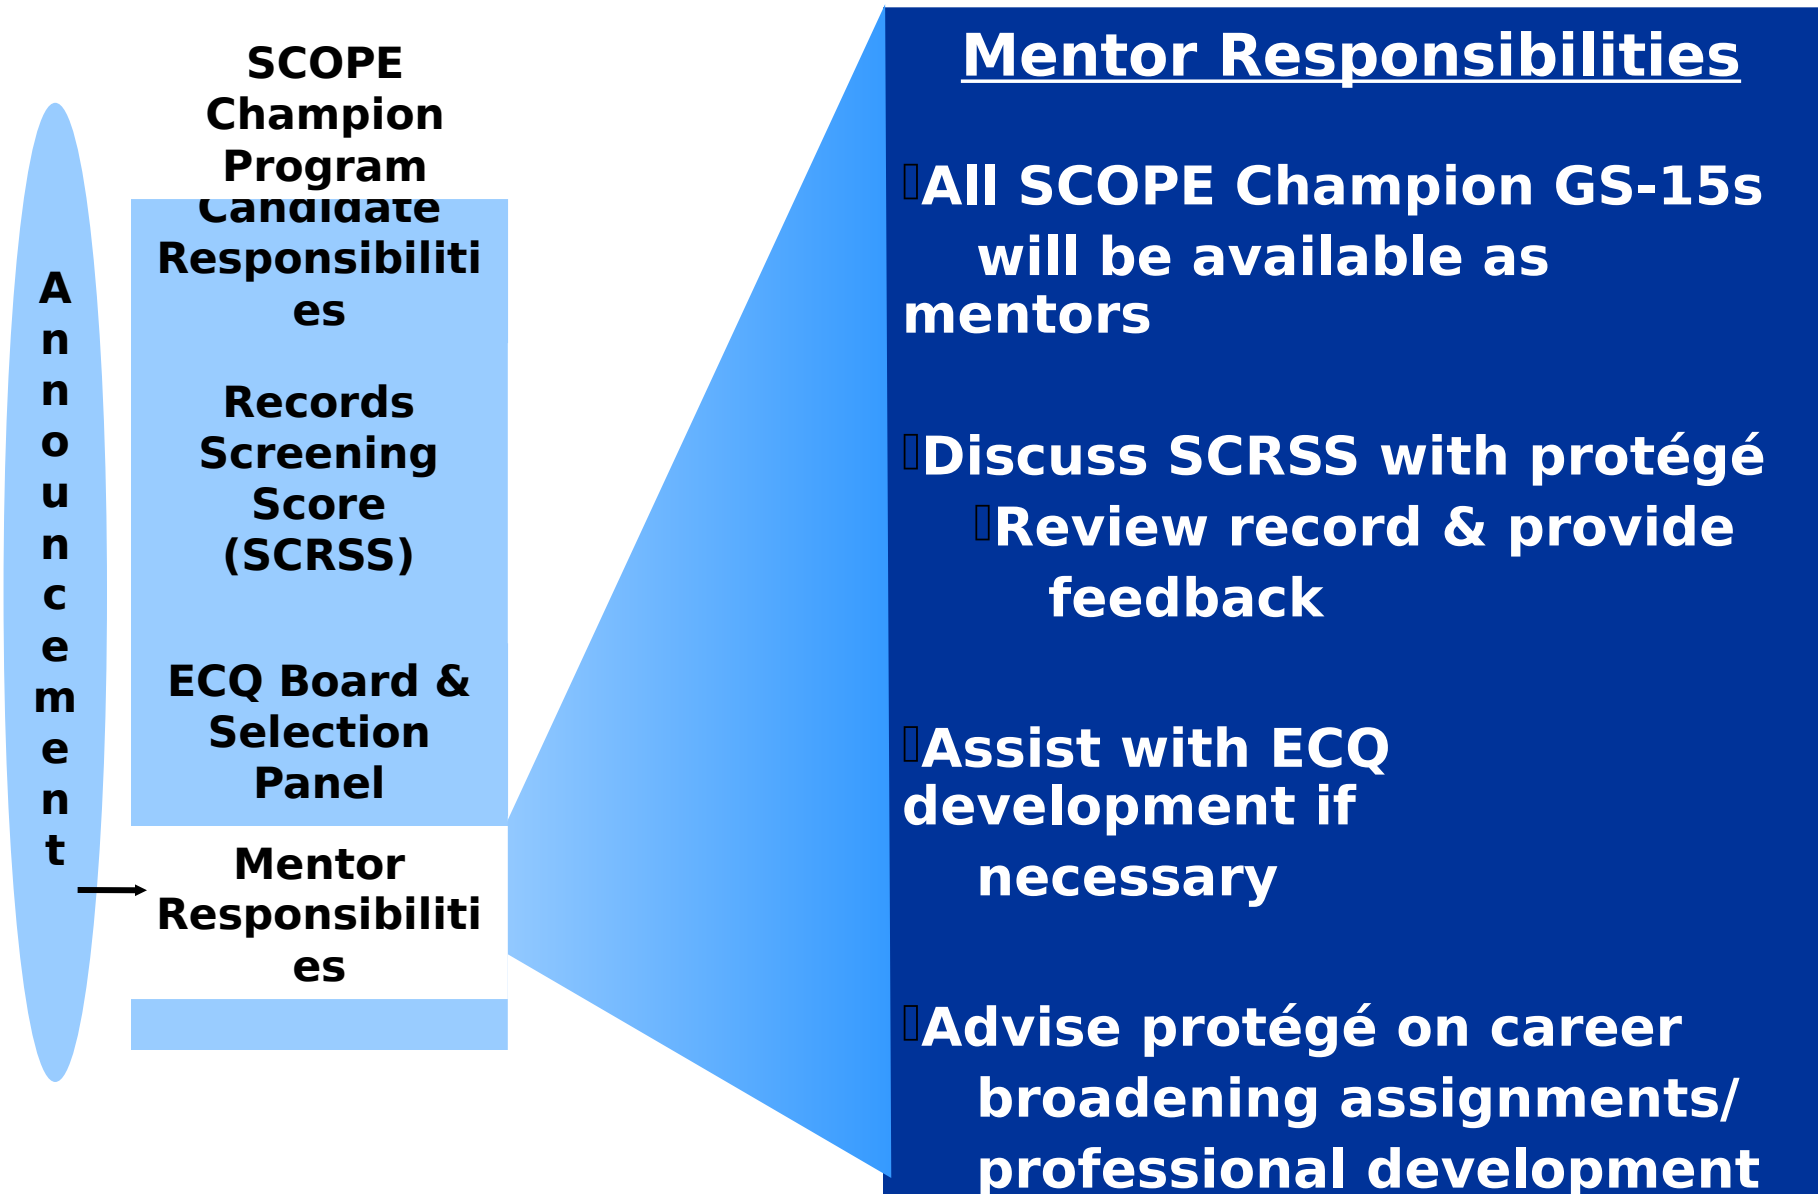 SCOPE
Champion
Program
Candidate
Responsibiliti
es
Records
Screening
Score
(SCRSS)
ECQ Board &
Selection
Panel
Mentor
Responsibiliti
es
A
n
n
o
u
n
c
e
m
e
n
t
Mentor Responsibilities
All SCOPE Champion GS-15s
will be available as
mentors
Discuss SCRSS with protégé
Review record & provide
feedback
Assist with ECQ
development if
necessary
Advise protégé on career
broadening assignments/
professional development